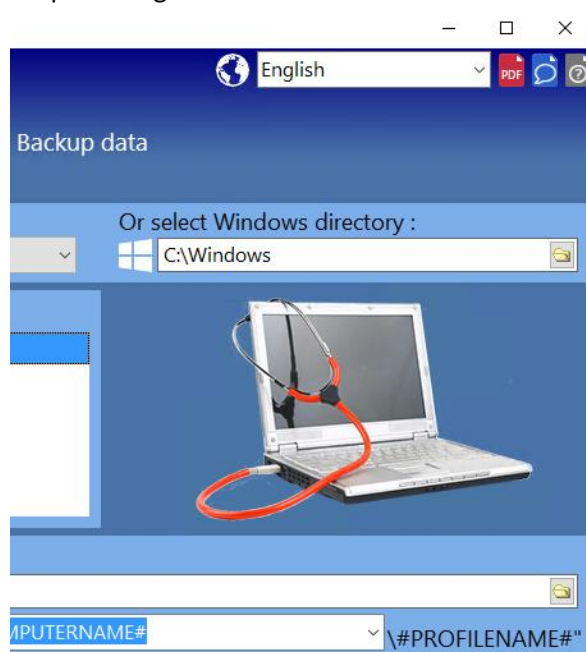 English
PDF
?
Backup data
Or select Windows directory :
C:\Windows
MPUTERNAME#
\#PROFILENAME#"